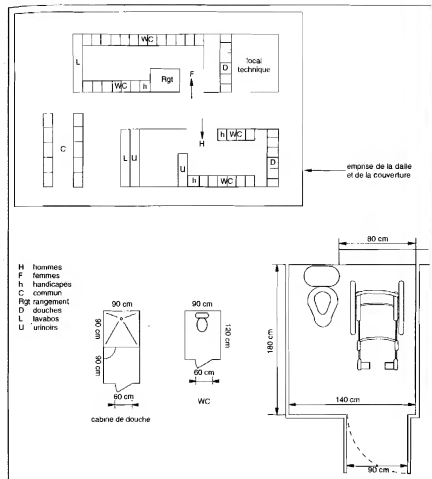 WC
L
WC
h
Rgt
F
D
focal
technique
C
L
U
H
U
h
WC
h
WC
D
emprise de la dalle
et de la couverture
H hommes
F femmes
h handicapés
C commun
Rgt rangement
D douches
L lavabos
U urinoirs
90 cm
90 cm
90 cm
60 cm
cabine de douche
90 cm
120 cm
60 cm
WC
80 cm
180 cm
140 cm
90 cm